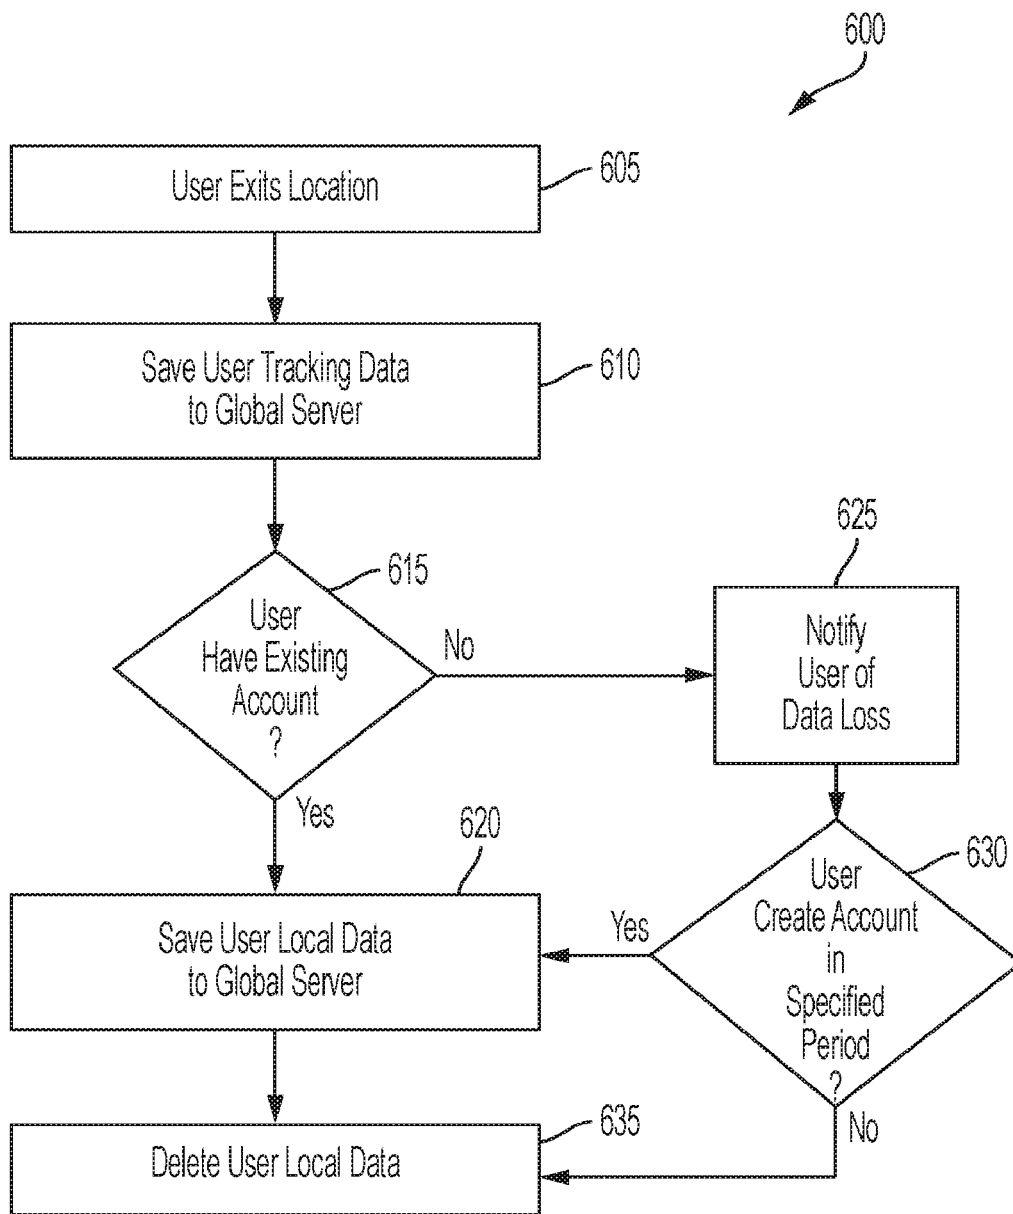 600
User Exits Location
605
Save User Tracking Data
to Global Server
610
615
User
Have Existing
Account
?
No
Yes
625
Notify
User of
Data Loss
620
Save User Local Data
to Global Server
630
User
Create Account
in
Specified
Period
?
Yes
No
635
Delete User Local Data